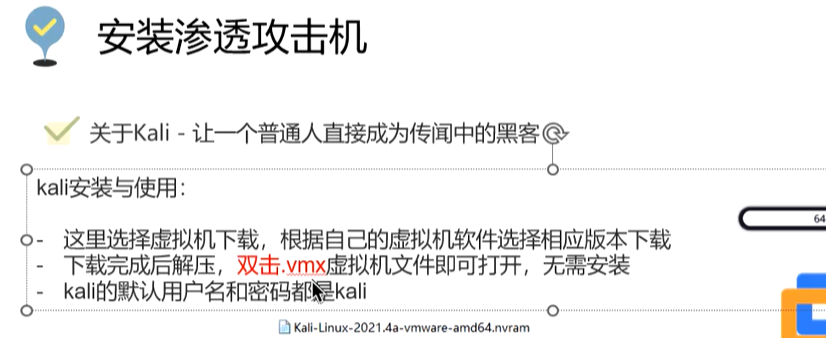 安装渗透攻击机
关于Kali - 让一个普通人直接成为传闻中的黑客
kali安装与使用：
64
- 这里选择虚拟机下载，根据自己的虚拟机软件选择相应版本下载
- 下载完成后解压，双击.vmx虚拟机文件即可打开，无需安装
- kali的默认用户名和密码都是kali
Kali-Linux-2021.4a-vmware-amd64.nvram